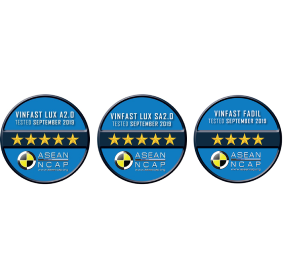 VINFAST LUX A2.0
TESTED SEPTEMBER 2019
ASEAN
NCAP
VINFAST LUX SA2.0
TESTED SEPTEMBER 2019
ASEAN
NCAP
VINFAST FADIL
TESTED SEPTEMBER 2019
ASEAN
NCAP